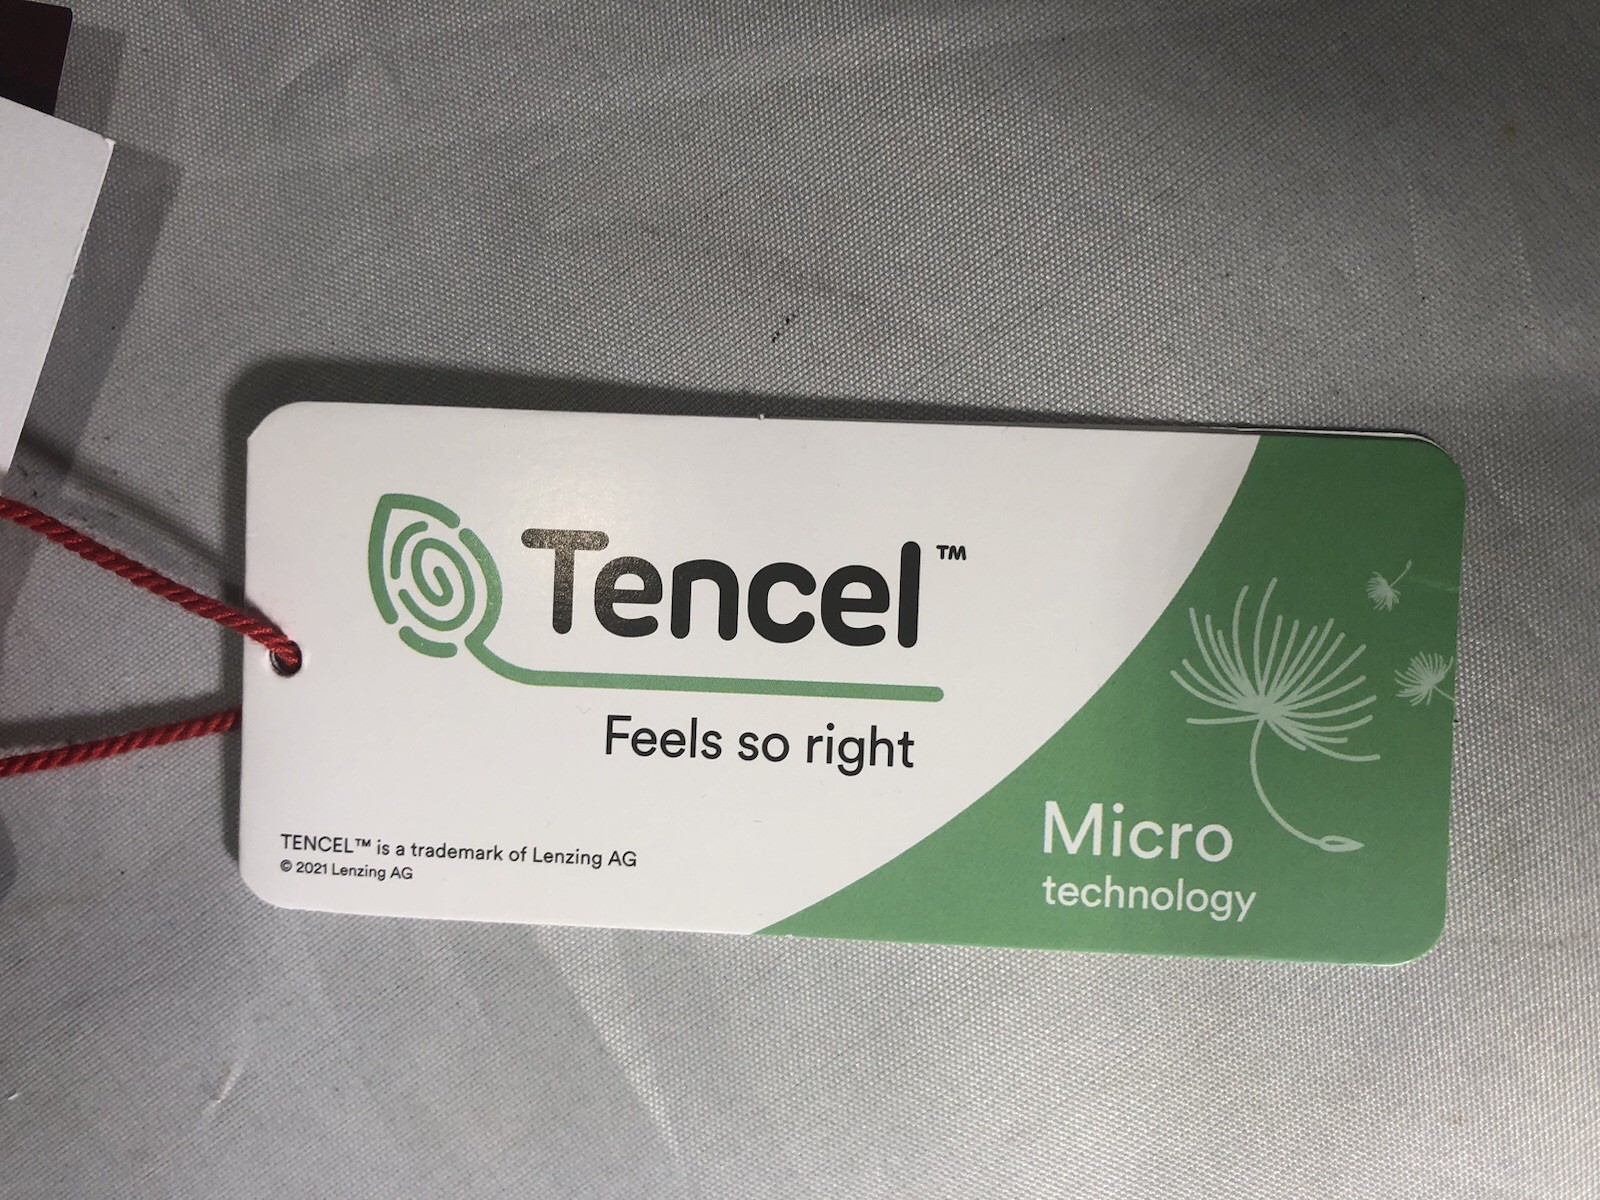 Tencel™
Feels so right
TENCEL™ is a trademark of Lenzing AG
© 2021 Lenzing AG
Micro
technology